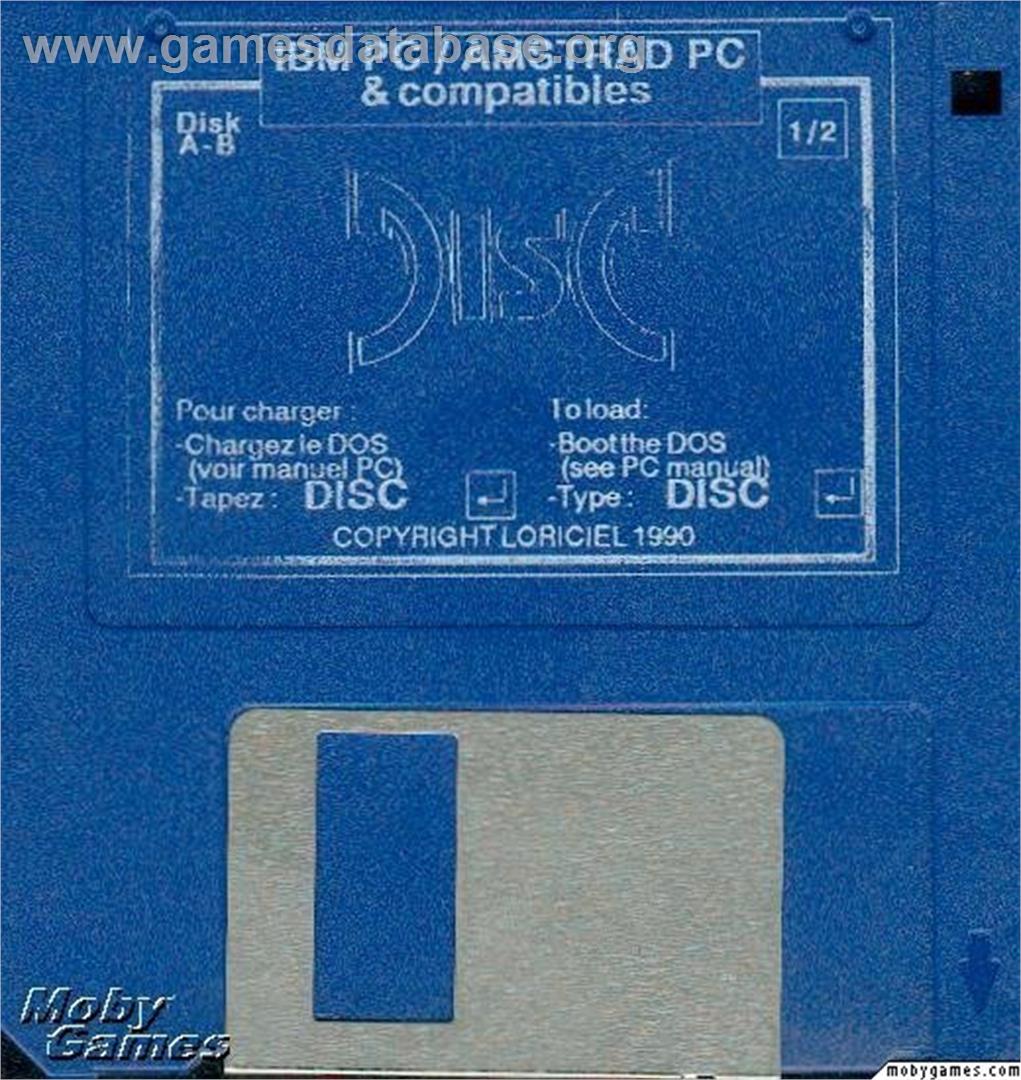 www.gamesdatabase.org
IBM PC / AMSTRAD PC
& compatibles
Disk
A-B
1/2
DISC
Pour charger :
-Chargez le DOS
(voir manuel PC)
-Tapez : DISC
To load:
-Boot the DOS
(see PC manual)
-Type : DISC
COPYRIGHT LORICIEL 1990
Moby
Games
mobygames.com